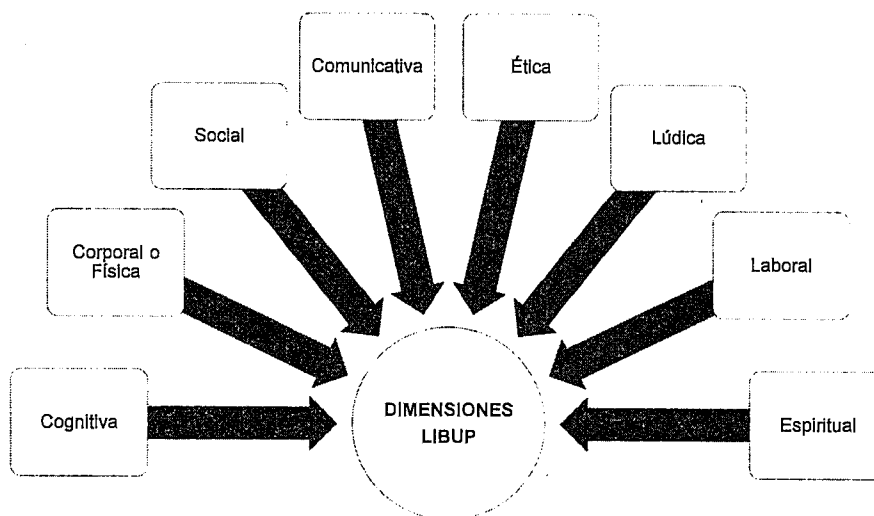 Comunicativa
Ética
Social
Lúdica
Corporal o
Física
Laboral
Cognitiva
DIMENSIONES
LIBUP
Espiritual